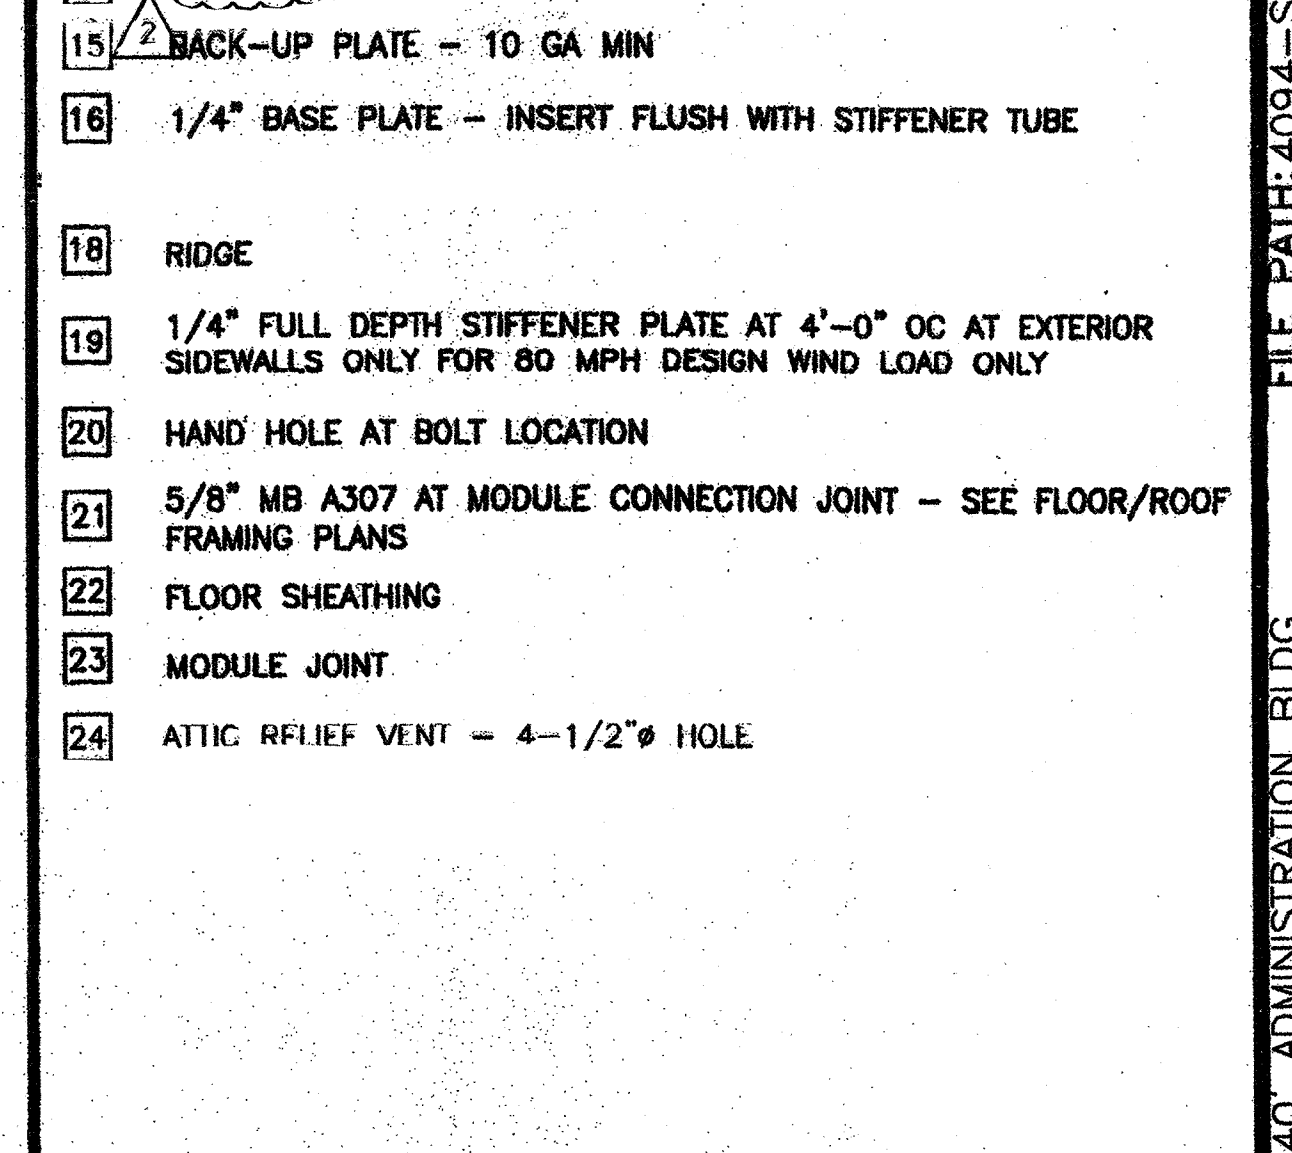 15 2 BACK-UP PLATE - 10 GA MIN
16 1/4" BASE PLATE - INSERT FLUSH WITH STIFFENER TUBE
18 RIDGE
19 1/4" FULL DEPTH STIFFENER PLATE AT 4'-0" OC AT EXTERIOR
SIDEWALLS ONLY FOR 80 MPH DESIGN WIND LOAD ONLY
20 HAND HOLE AT BOLT LOCATION
21 5/8" MB A307 AT MODULE CONNECTION JOINT - SEE FLOOR/ROOF
FRAMING PLANS
22 FLOOR SHEATHING
23 MODULE JOINT
24 ATTIC RELIEF VENT - 4-1/2"ø HOLE
40' ADMINISTRATION BLDG
FILE PATH: 4094-S